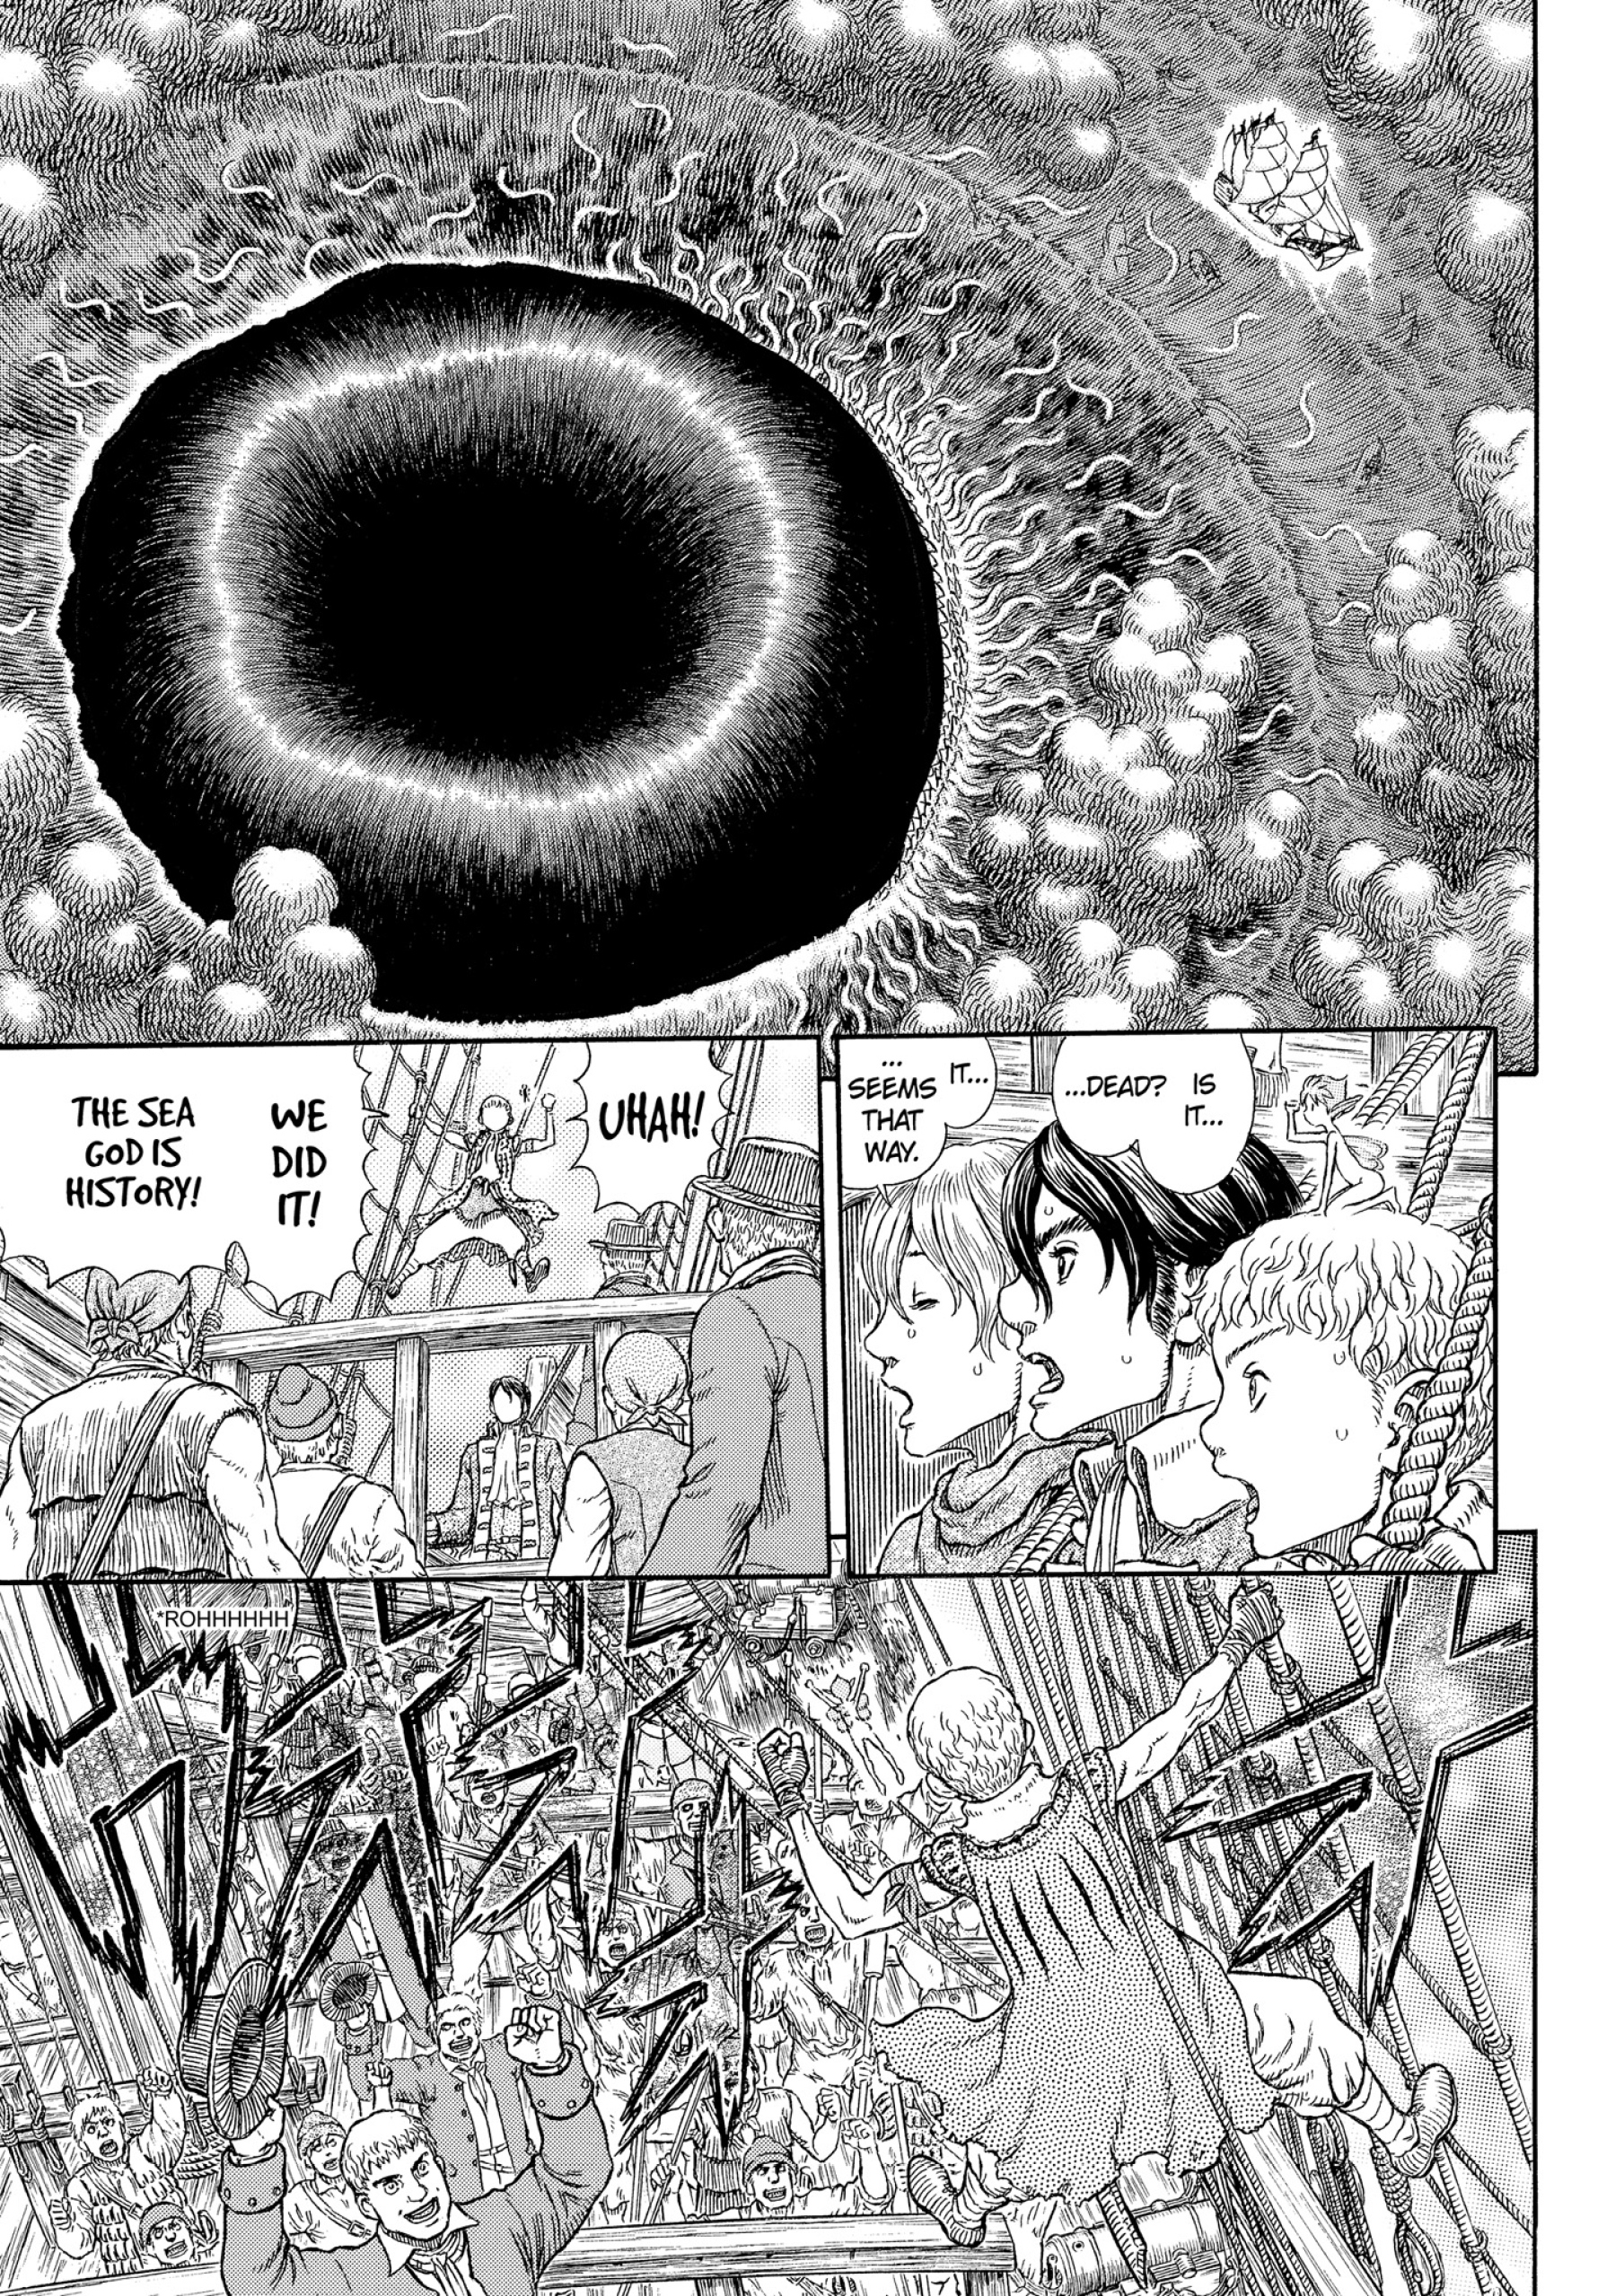 IS
IT...
...DEAD?
IT...
...
SEEMS
THAT
WAY.
UHAH!
WE
DID
IT!
THE SEA
GOD IS
HISTORY!
*ROHHHHHH